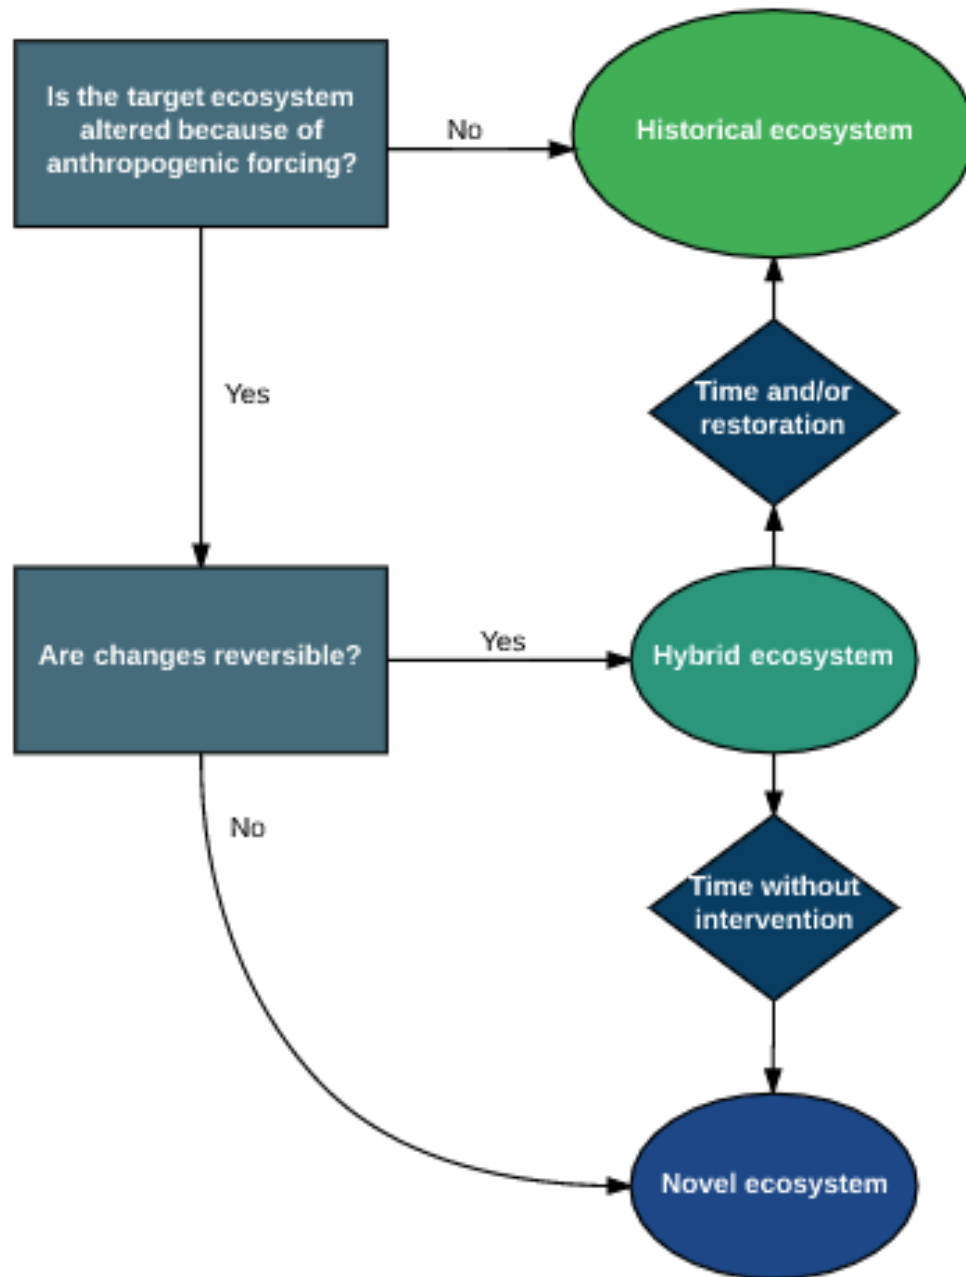 Is the target ecosystem
altered because of
anthropogenic forcing?
No
Historical ecosystem
Yes
Time and/or
restoration
Are changes reversible?
Yes
Hybrid ecosystem
No
Time without
intervention
Novel ecosystem